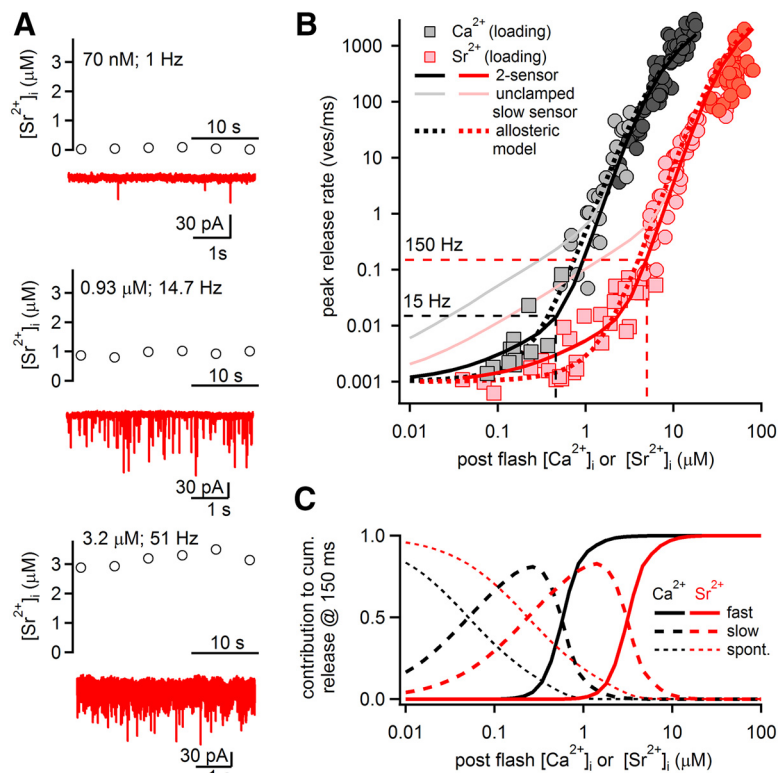 A
70 nM; 1 Hz
[Sr2+]i (μM)
3
2
1
0
10 s
30 pA
1s
0.93 μM; 14.7 Hz
[Sr2+]i (μM)
3
2
1
0
10 s
30 pA
1 s
3.2 μM; 51 Hz
[Sr2+]i (μM)
3
2
1
0
10 s
30 pA
B
Ca2+ (loading)
Sr2+ (loading)
2-sensor
unclamped
slow sensor
allosteric
model
peak release rate (ves/ms)
1000
100
10
1
0.1
0.01
0.001
150 Hz
15 Hz
0.01
0.1
1
10
100
post flash [Ca2+]i or [Sr2+]i (μM)
C
contribution to cum.
release @ 150 ms
1.0
0.5
0.0
Ca2+ Sr2+
fast
slow
spont.
0.01
0.1
1
10
100
post flash [Ca2+]i or [Sr2+]i (μM)